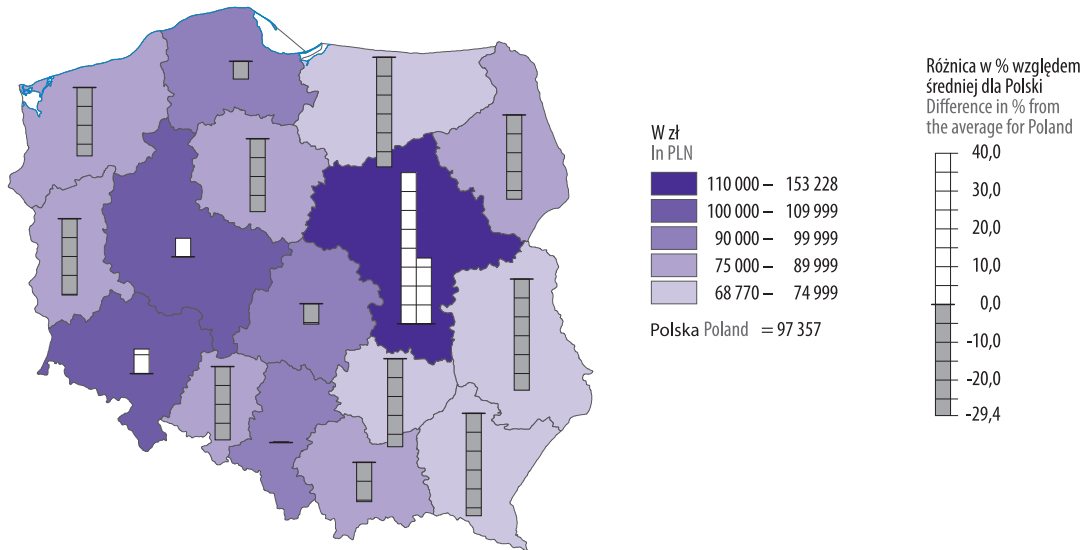 W zł
In PLN
110 000 – 153 228
100 000 – 109 999
90 000 – 99 999
75 000 – 89 999
68 770 – 74 999
Polska Poland = 97 357
Różnica w % względem
średniej dla Polski
Difference in % from
the average for Poland
40,0
30,0
20,0
10,0
0,0
-10,0
-20,0
-29,4